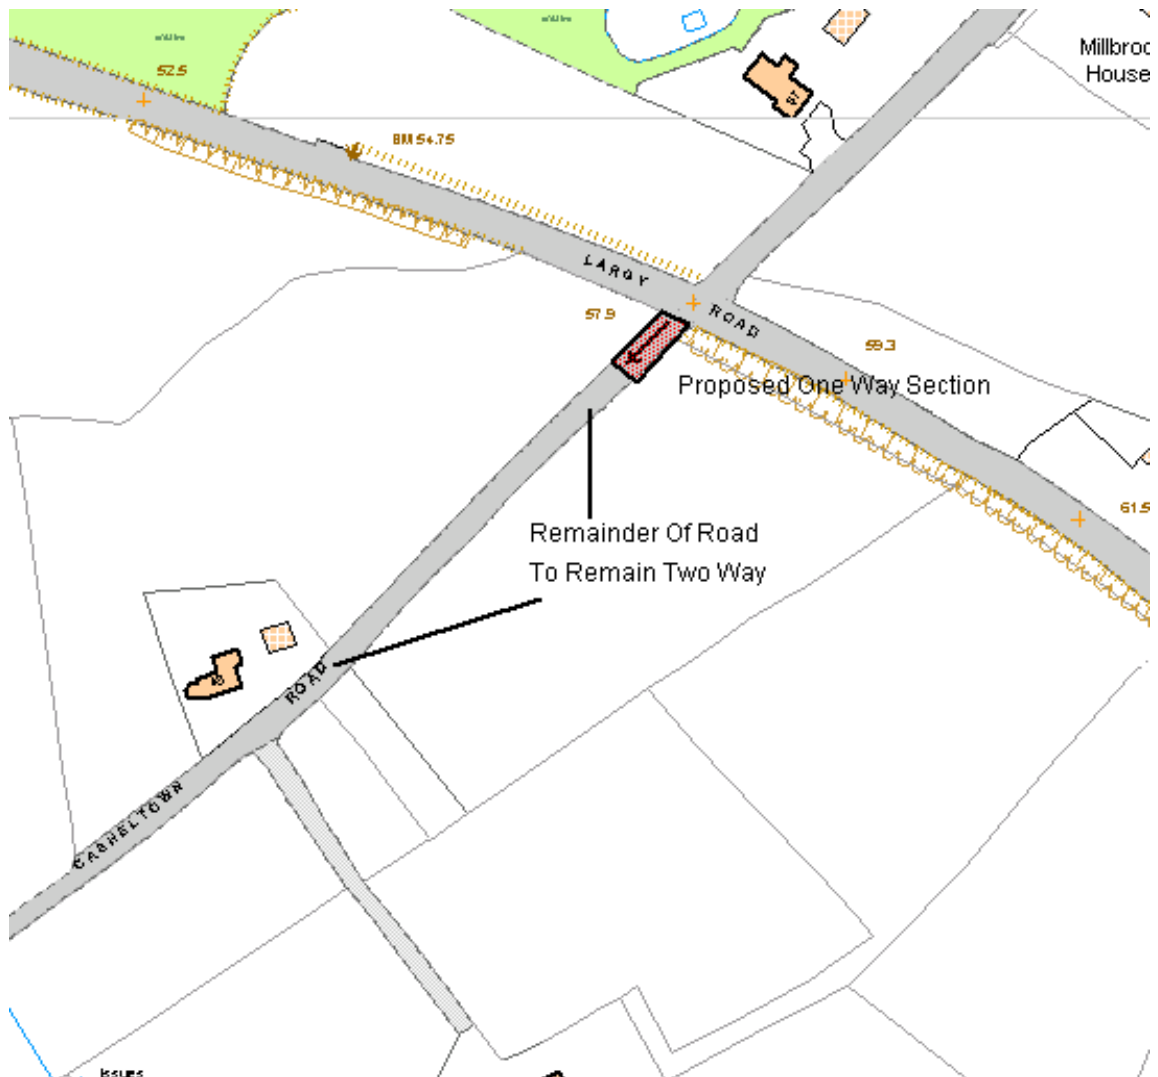 Millbroo
House
52.5
BM 54.75
LARGY ROAD
57.9
59.3
Proposed One Way Section
61.5
Remainder Of Road
To Remain Two Way
CASHELTOWN ROAD
Issues